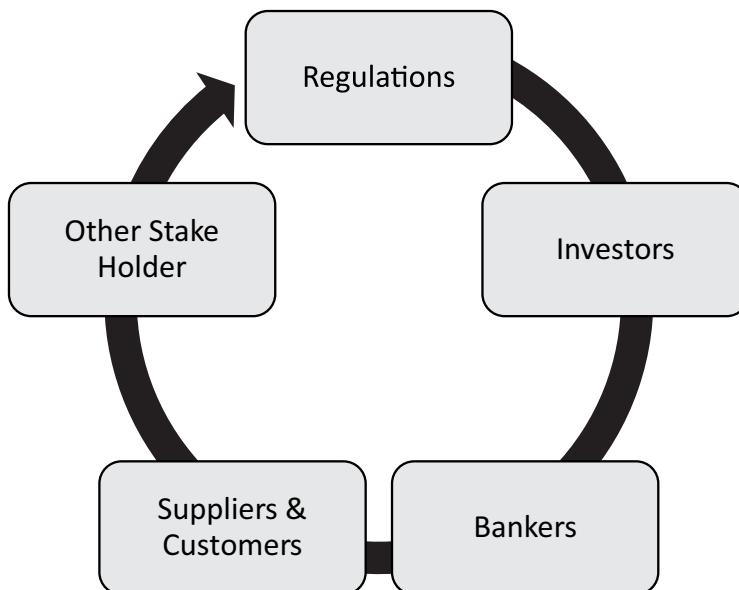 Regulations
Investors
Bankers
Suppliers &
Customers
Other Stake
Holder